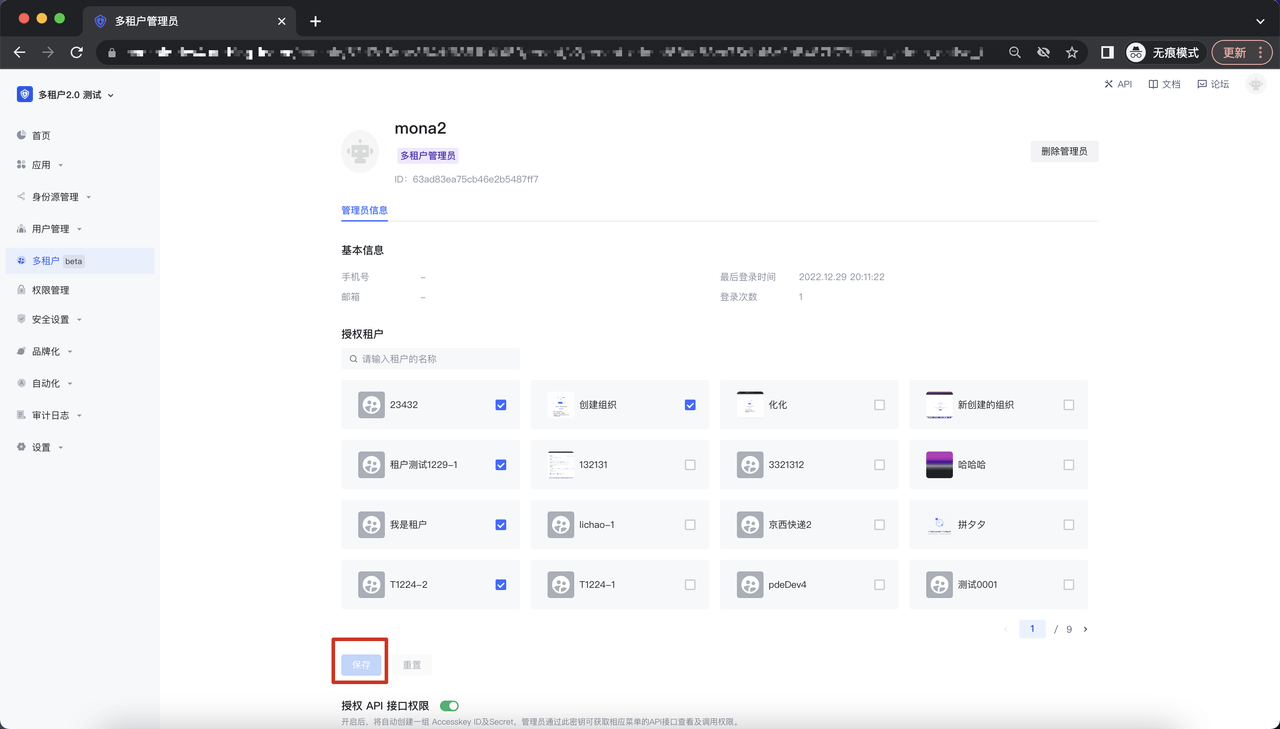 多租户管理员
无痕模式
更新
多租户2.0 测试
API
文档
论坛
首页
应用
身份源管理
用户管理
多租户 beta
权限管理
安全设置
品牌化
自动化
审计日志
设置
mona2
多租户管理员
ID: 63ad83ea75cb46e2b5487ff7
删除管理员
管理员信息
基本信息
手机号 –
最后登录时间 2022.12.29 20:11:22
邮箱 –
登录次数 1
授权租户
请输入租户的名称
23432
创建组织
化化
新创建的组织
租户测试1229-1
132131
3321312
哈哈哈
我是租户
lichao-1
京西快递2
拼夕夕
T1224-2
T1224-1
pdeDev4
测试0001
1 / 9
保存
重置
授权 API 接口权限
开启后，将自动创建一组 Accesskey ID及Secret，管理员通过此密钥可获取相应菜单的API接口查看及调用权限。